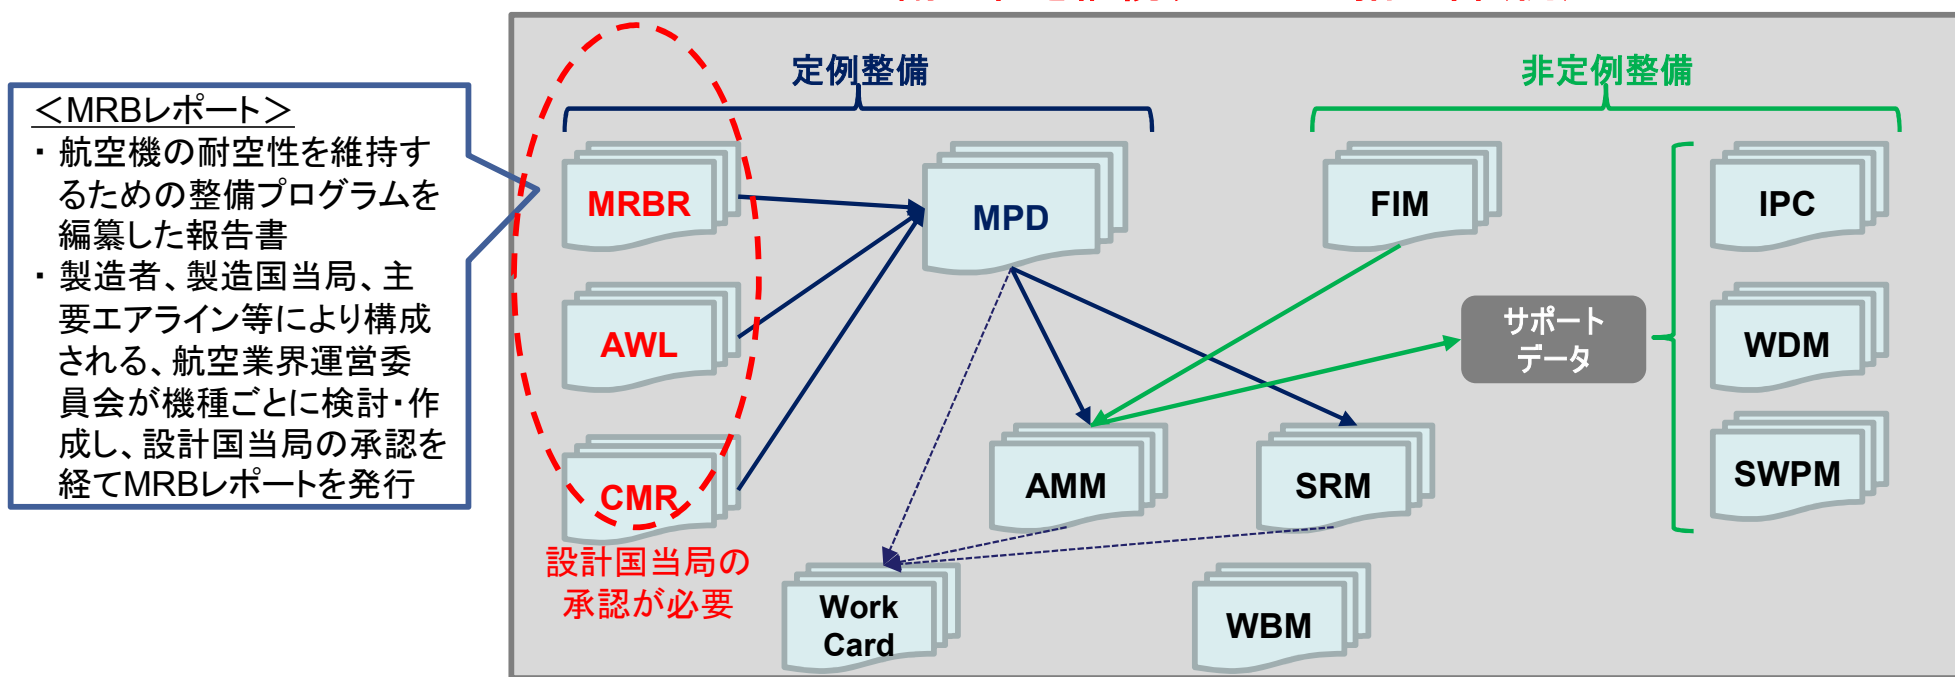 定例整備
非定例整備
＜MRBレポート＞
・ 航空機の耐空性を維持す
るための整備プログラムを
編纂した報告書
・ 製造者、製造国当局、主
要エアライン等により構成
される、航空業界運営委
員会が機種ごとに検討・作
成し、設計国当局の承認を
経てMRBレポートを発行
MRBR
MPD
FIM
IPC
AWL
サポート
データ
WDM
CMR
AMM
SRM
SWPM
設計国当局の
承認が必要
Work
Card
WBM